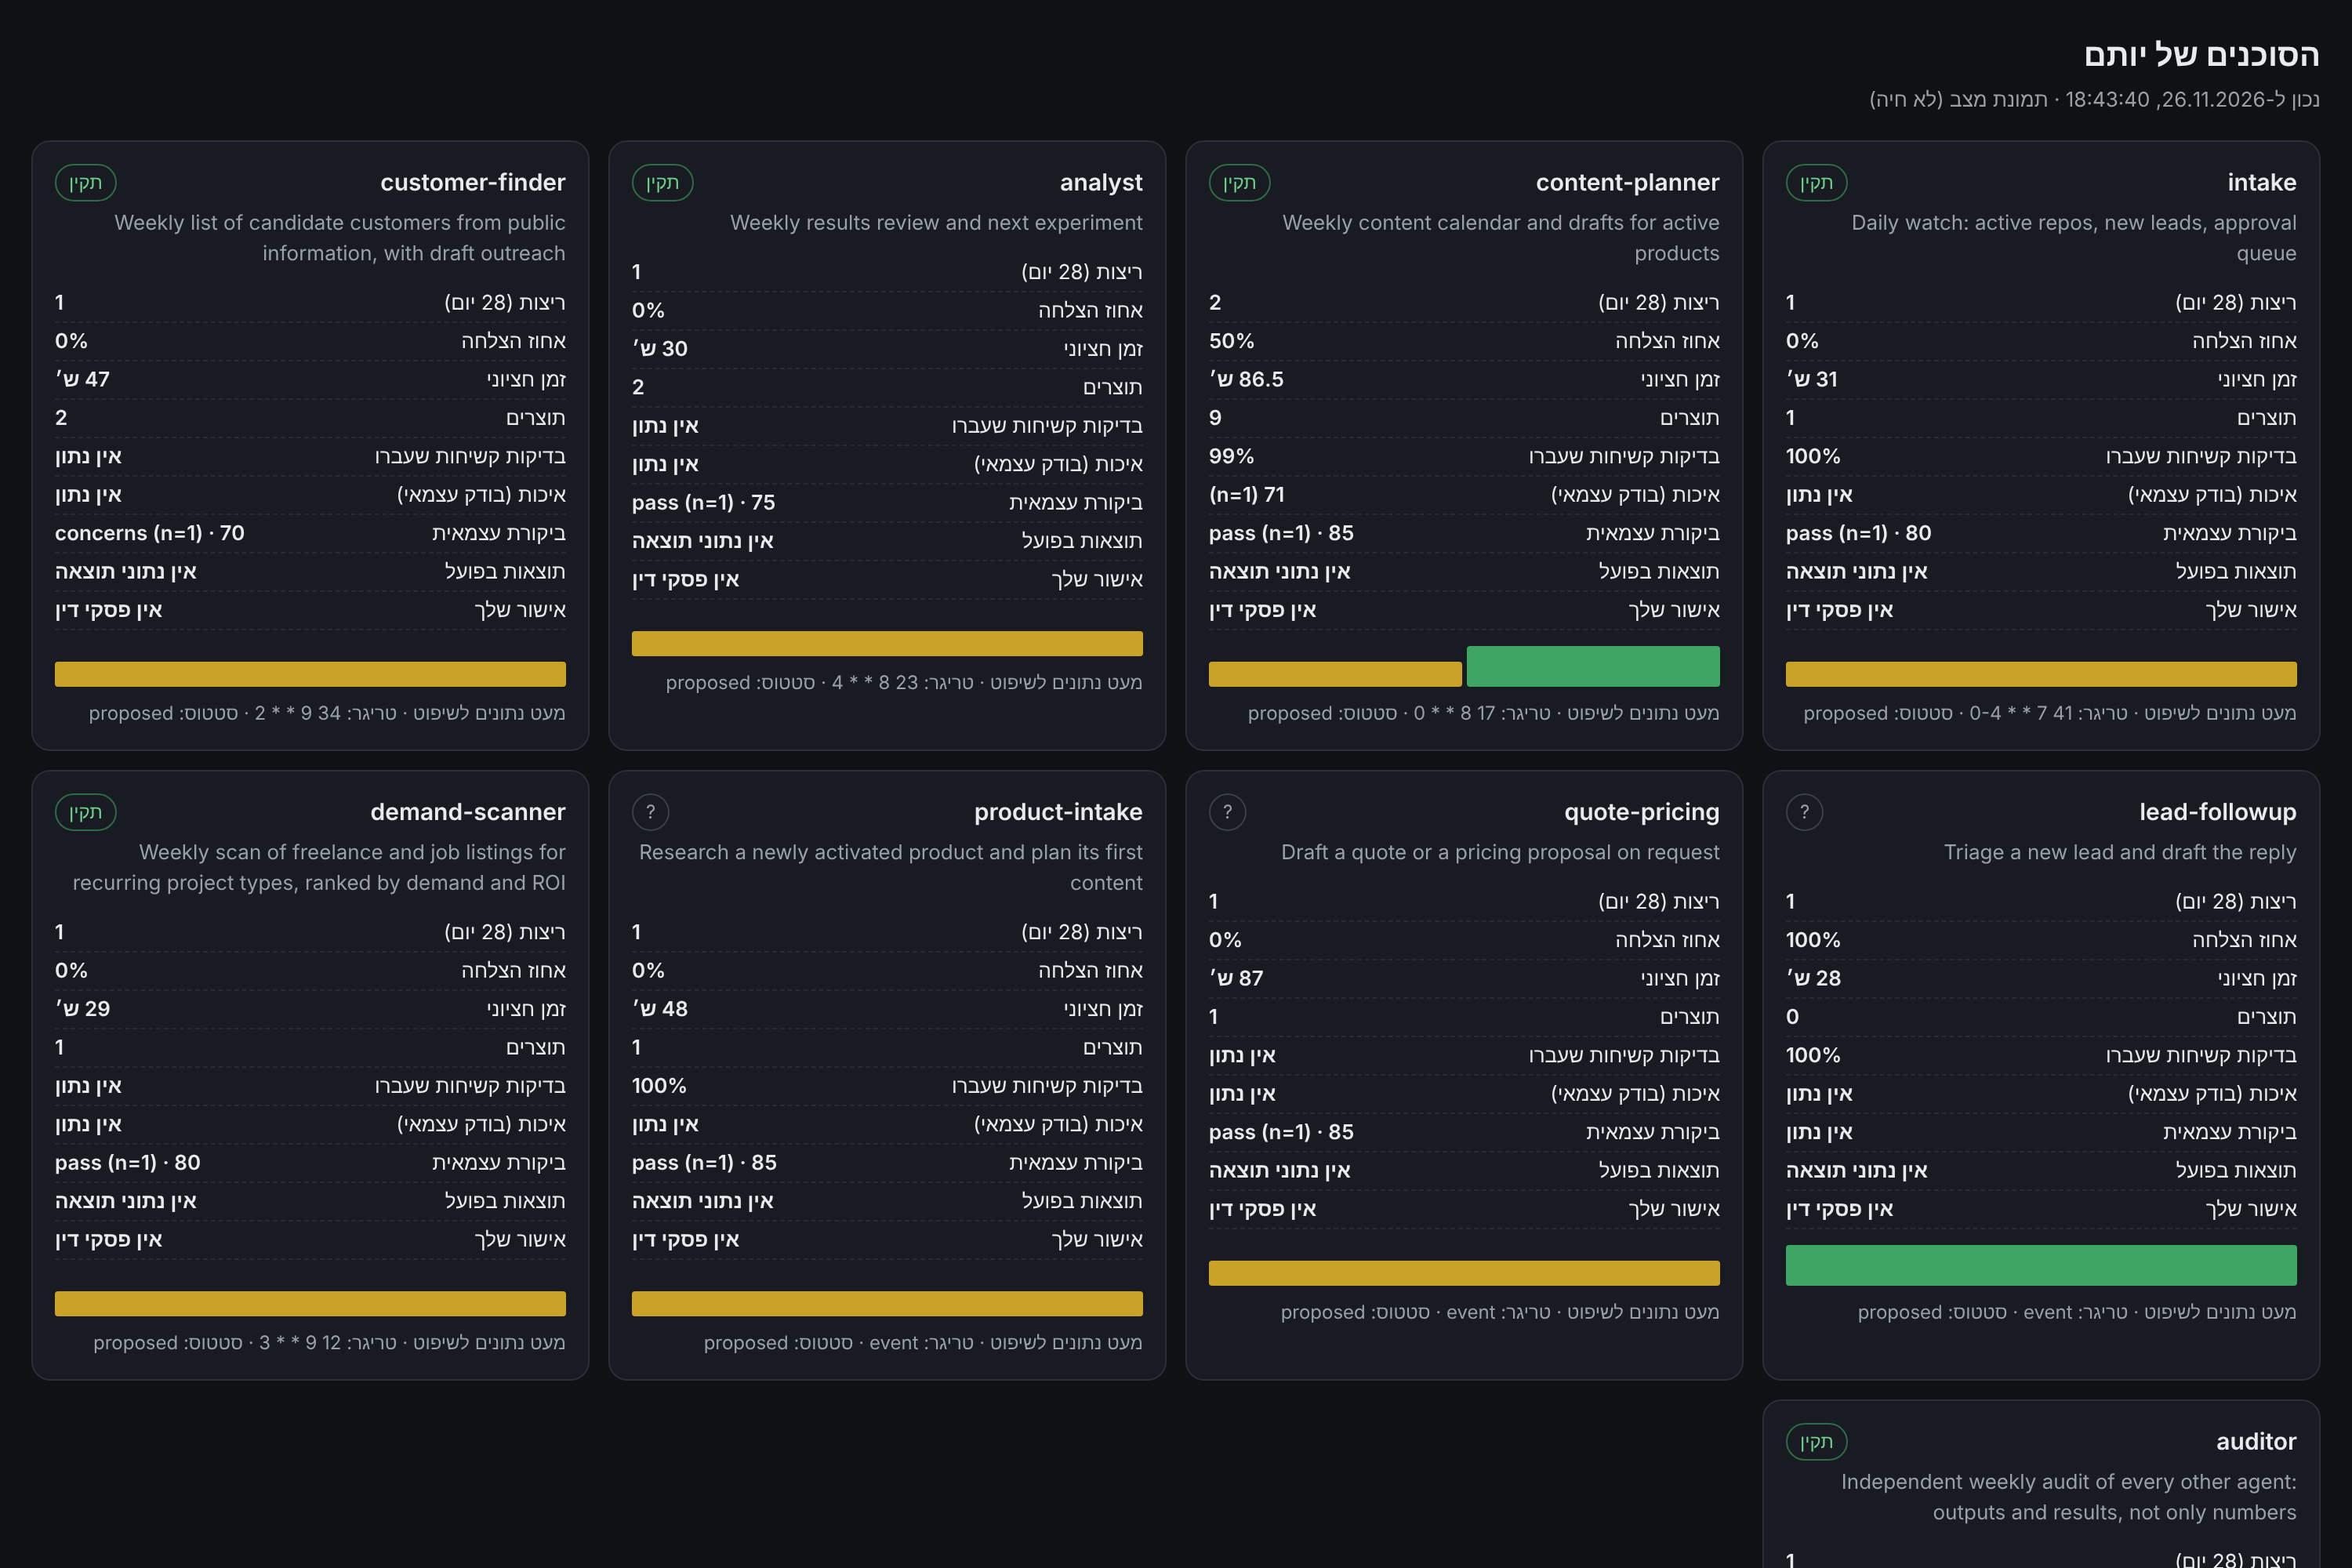 הסוכנים של יותם
נכון ל-26.11.2026, 18:43:40 · תמונת מצב (לא חיה)
intake
תקין
Daily watch: active repos, new leads, approval
queue
ריצות (28 יום) 1
אחוז הצלחה 0%
זמן חציוני 31 ש׳
תוצרים 1
בדיקות קשיחות שעברו 100%
איכות (בודק עצמאי) אין נתון
ביקורת עצמאית pass (n=1) · 80
תוצאות בפועל אין נתוני תוצאה
אישור שלך אין פסקי דין
מעט נתונים לשיפוט · טריגר: 41 7 * * 0-4 · סטטוס: proposed
content-planner
תקין
Weekly content calendar and drafts for active
products
ריצות (28 יום) 2
אחוז הצלחה 50%
זמן חציוני 86.5 ש׳
תוצרים 9
בדיקות קשיחות שעברו 99%
איכות (בודק עצמאי) 71 (n=1)
ביקורת עצמאית pass (n=1) · 85
תוצאות בפועל אין נתוני תוצאה
אישור שלך אין פסקי דין
מעט נתונים לשיפוט · טריגר: 17 8 * * 0 · סטטוס: proposed
analyst
תקין
Weekly results review and next experiment
ריצות (28 יום) 1
אחוז הצלחה 0%
זמן חציוני 30 ש׳
תוצרים 2
בדיקות קשיחות שעברו אין נתון
איכות (בודק עצמאי) אין נתון
ביקורת עצמאית pass (n=1) · 75
תוצאות בפועל אין נתוני תוצאה
אישור שלך אין פסקי דין
מעט נתונים לשיפוט · טריגר: 23 8 * * 4 · סטטוס: proposed
customer-finder
תקין
Weekly list of candidate customers from public
information, with draft outreach
ריצות (28 יום) 1
אחוז הצלחה 0%
זמן חציוני 47 ש׳
תוצרים 2
בדיקות קשיחות שעברו אין נתון
איכות (בודק עצמאי) אין נתון
ביקורת עצמאית concerns (n=1) · 70
תוצאות בפועל אין נתוני תוצאה
אישור שלך אין פסקי דין
מעט נתונים לשיפוט · טריגר: 34 9 * * 2 · סטטוס: proposed
lead-followup
?
Triage a new lead and draft the reply
ריצות (28 יום) 1
אחוז הצלחה 100%
זמן חציוני 28 ש׳
תוצרים 0
בדיקות קשיחות שעברו 100%
איכות (בודק עצמאי) אין נתון
ביקורת עצמאית אין נתון
תוצאות בפועל אין נתוני תוצאה
אישור שלך אין פסקי דין
מעט נתונים לשיפוט · טריגר: event · סטטוס: proposed
quote-pricing
?
Draft a quote or a pricing proposal on request
ריצות (28 יום) 1
אחוז הצלחה 0%
זמן חציוני 87 ש׳
תוצרים 1
בדיקות קשיחות שעברו אין נתון
איכות (בודק עצמאי) אין נתון
ביקורת עצמאית pass (n=1) · 85
תוצאות בפועל אין נתוני תוצאה
אישור שלך אין פסקי דין
מעט נתונים לשיפוט · טריגר: event · סטטוס: proposed
product-intake
?
Research a newly activated product and plan its first
content
ריצות (28 יום) 1
אחוז הצלחה 0%
זמן חציוני 48 ש׳
תוצרים 1
בדיקות קשיחות שעברו 100%
איכות (בודק עצמאי) אין נתון
ביקורת עצמאית pass (n=1) · 85
תוצאות בפועל אין נתוני תוצאה
אישור שלך אין פסקי דין
מעט נתונים לשיפוט · טריגר: event · סטטוס: proposed
demand-scanner
תקין
Weekly scan of freelance and job listings for
recurring project types, ranked by demand and ROI
ריצות (28 יום) 1
אחוז הצלחה 0%
זמן חציוני 29 ש׳
תוצרים 1
בדיקות קשיחות שעברו אין נתון
איכות (בודק עצמאי) אין נתון
ביקורת עצמאית pass (n=1) · 80
תוצאות בפועל אין נתוני תוצאה
אישור שלך אין פסקי דין
מעט נתונים לשיפוט · טריגר: 12 9 * * 3 · סטטוס: proposed
auditor
תקין
Independent weekly audit of every other agent:
outputs and results, not only numbers
ריצות (28 יום) 1